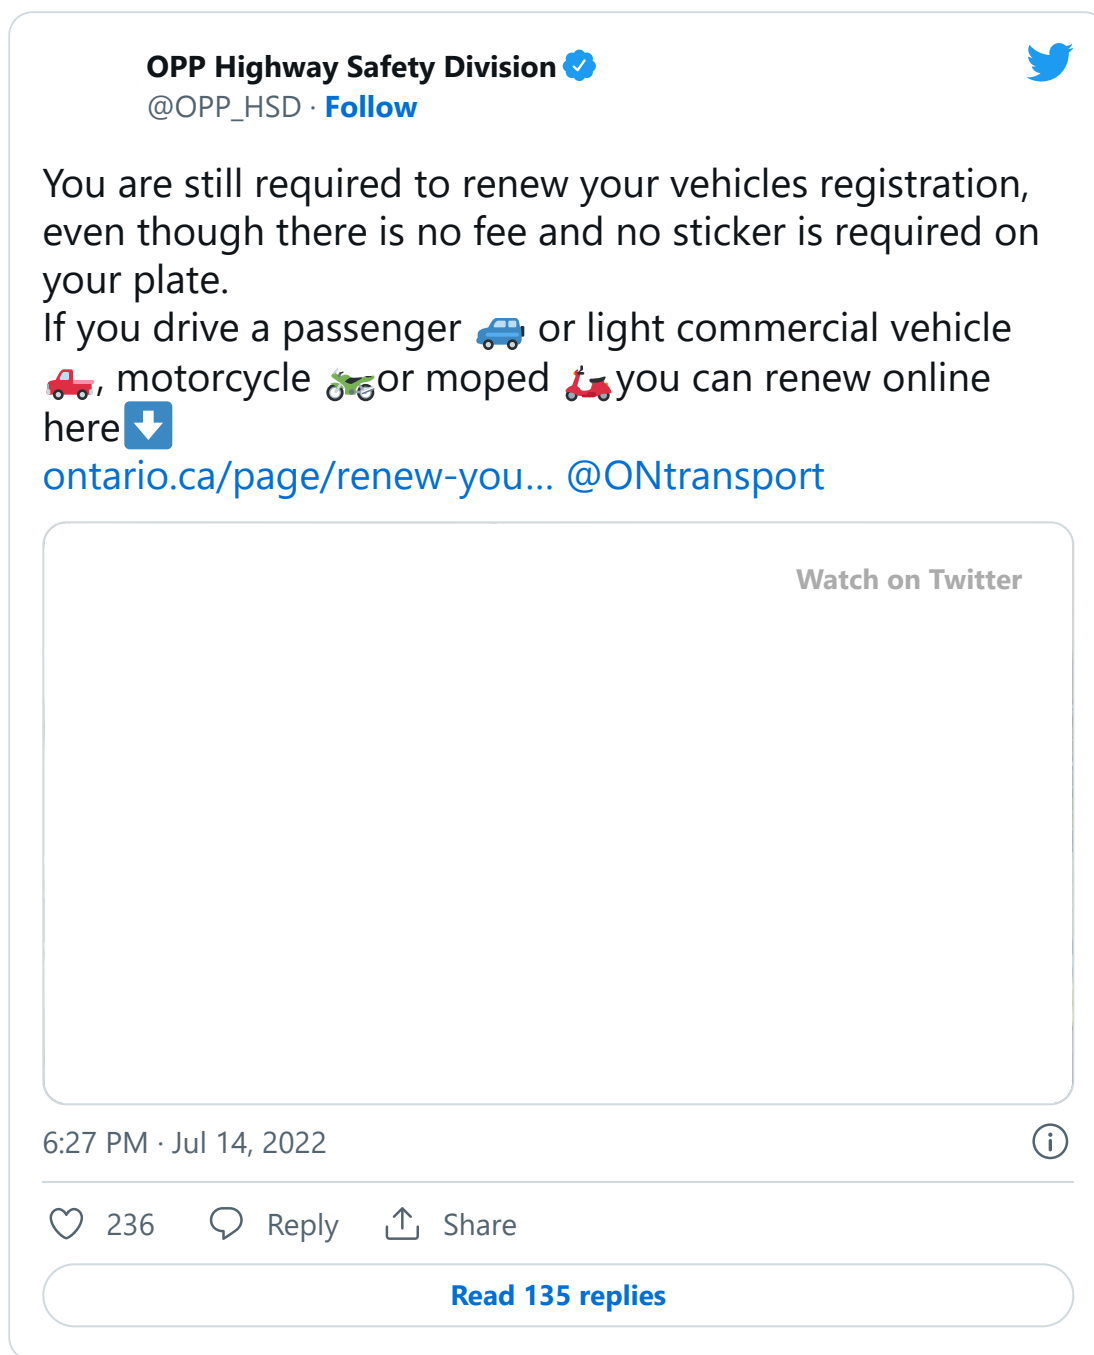 OPP Highway Safety Division
@OPP_HSD · Follow
You are still required to renew your vehicles registration,
even though there is no fee and no sticker is required on
your plate.
If you drive a passenger 🚙 or light commercial vehicle
🛻, motorcycle 🏍️or moped 🛵you can renew online
here⬇️
ontario.ca/page/renew-you… @ONtransport
Watch on Twitter
6:27 PM · Jul 14, 2022
236 Reply Share
Read 135 replies